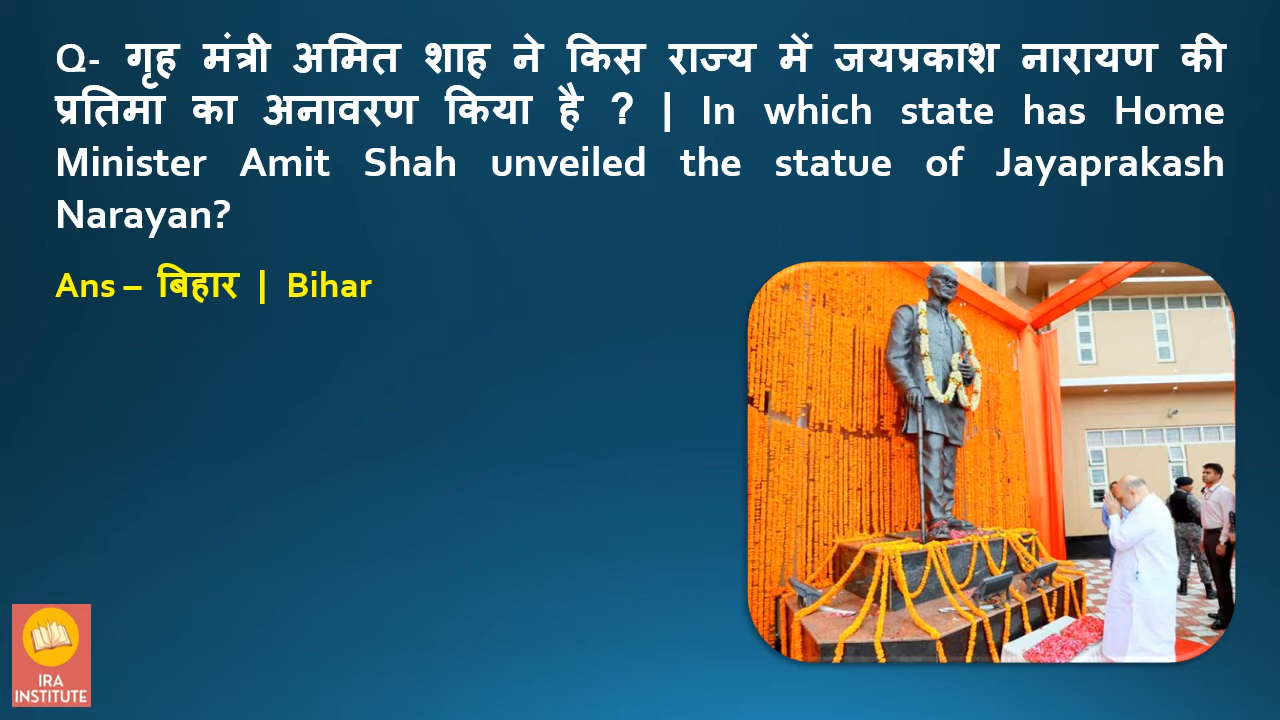 Q- गृह मंत्री अमित शाह ने किस राज्य में जयप्रकाश नारायण की
प्रतिमा का अनावरण किया है ? | In which state has Home
Minister Amit Shah unveiled the statue of Jayaprakash
Narayan?
Ans – बिहार | Bihar
IRA
INSTITUTE